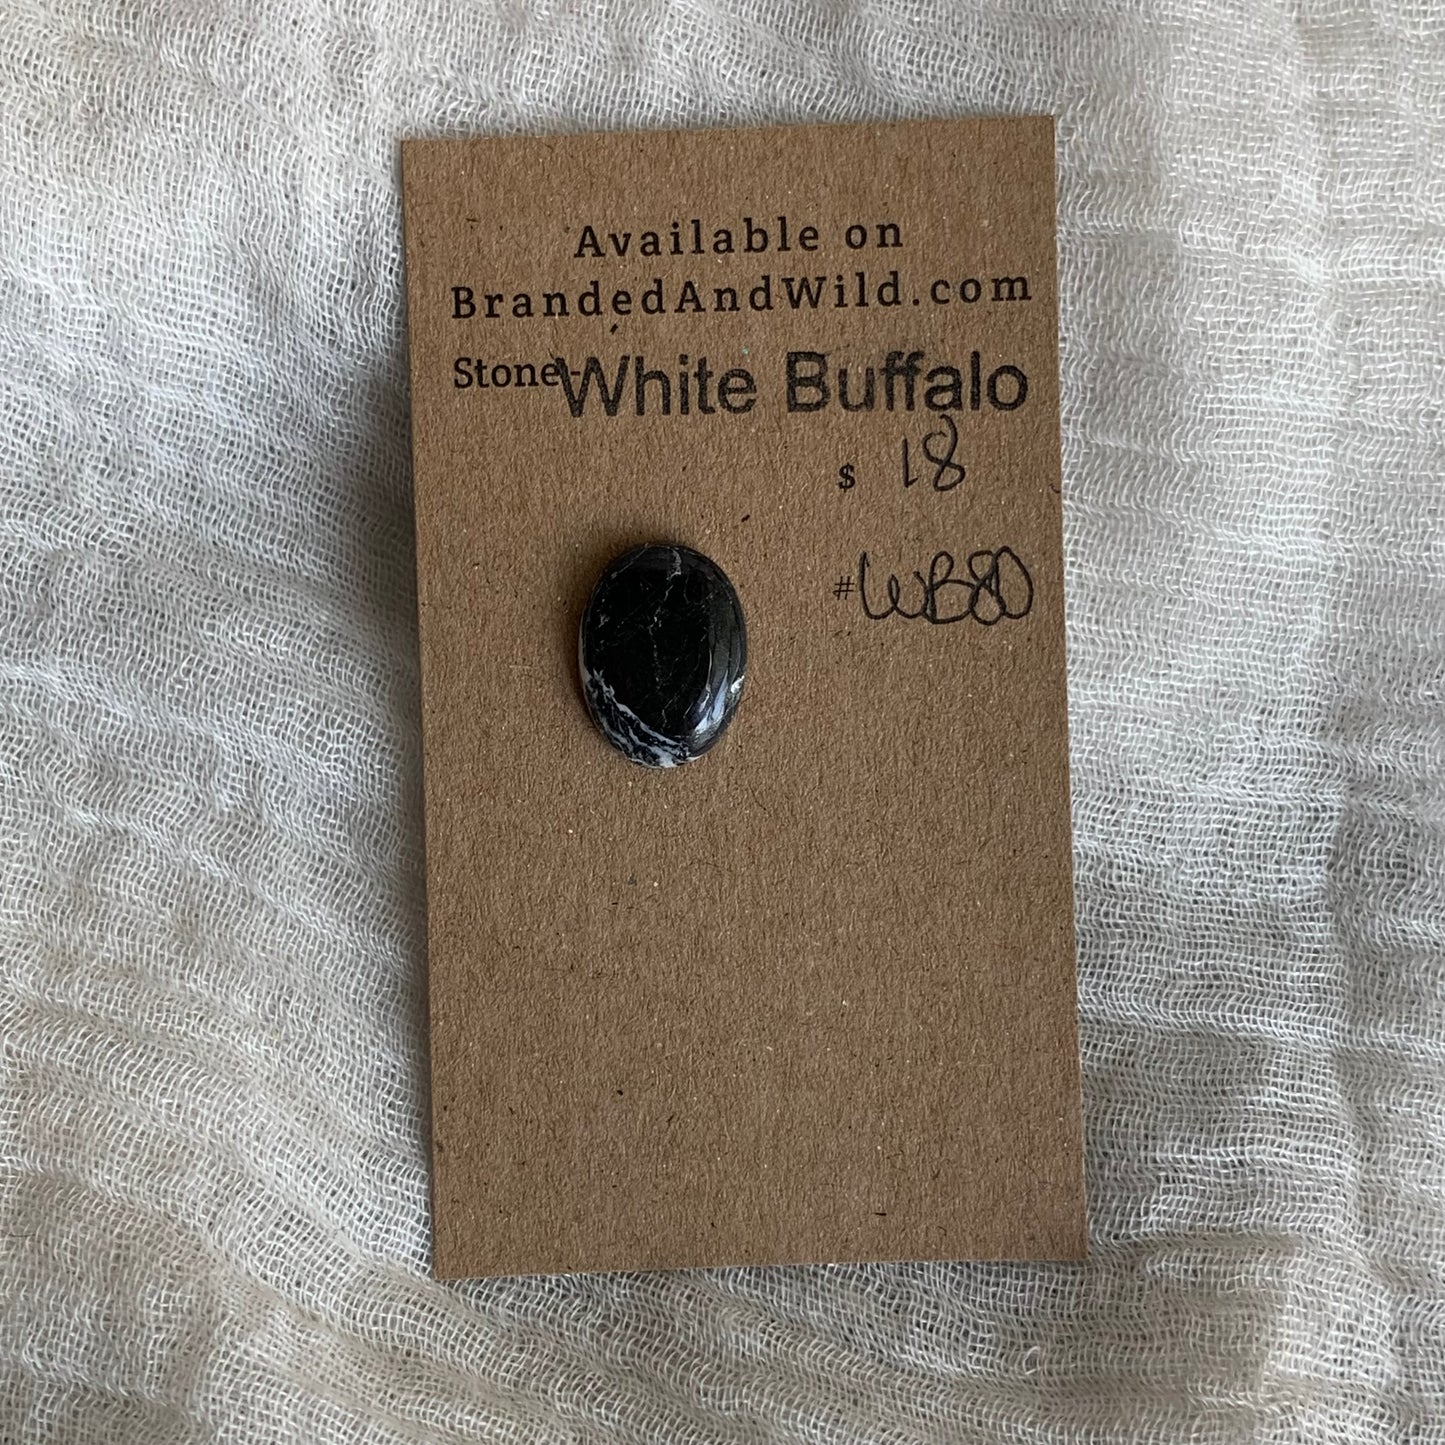 Available on
BrandedAndWild.com
Stone- White Buffalo
$ 18
#WB80